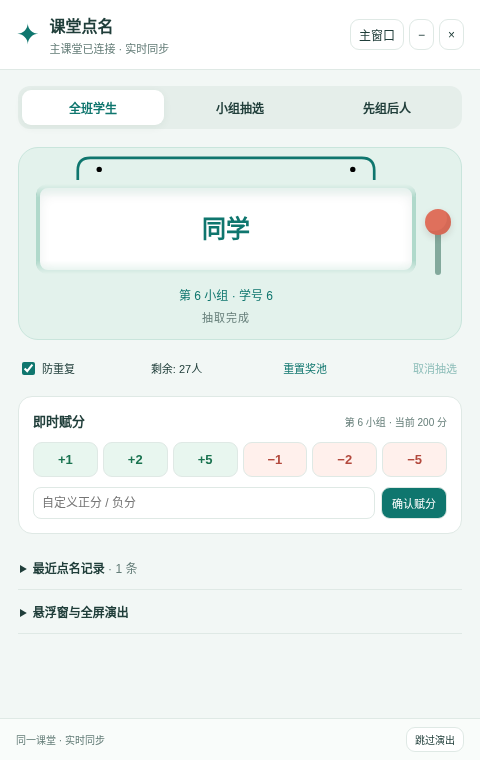 课堂点名
主课堂已连接 · 实时同步
主窗口
−
×
全班学生
小组抽选
先组后人
同学
第 6 小组 · 学号 6
抽取完成
防重复
剩余: 27人
重置奖池
取消抽选
即时赋分
第 6 小组 · 当前 200 分
+1
+2
+5
−1
−2
−5
自定义正分 / 负分
确认赋分
最近点名记录 · 1 条
悬浮窗与全屏演出
同一课堂 · 实时同步
跳过演出